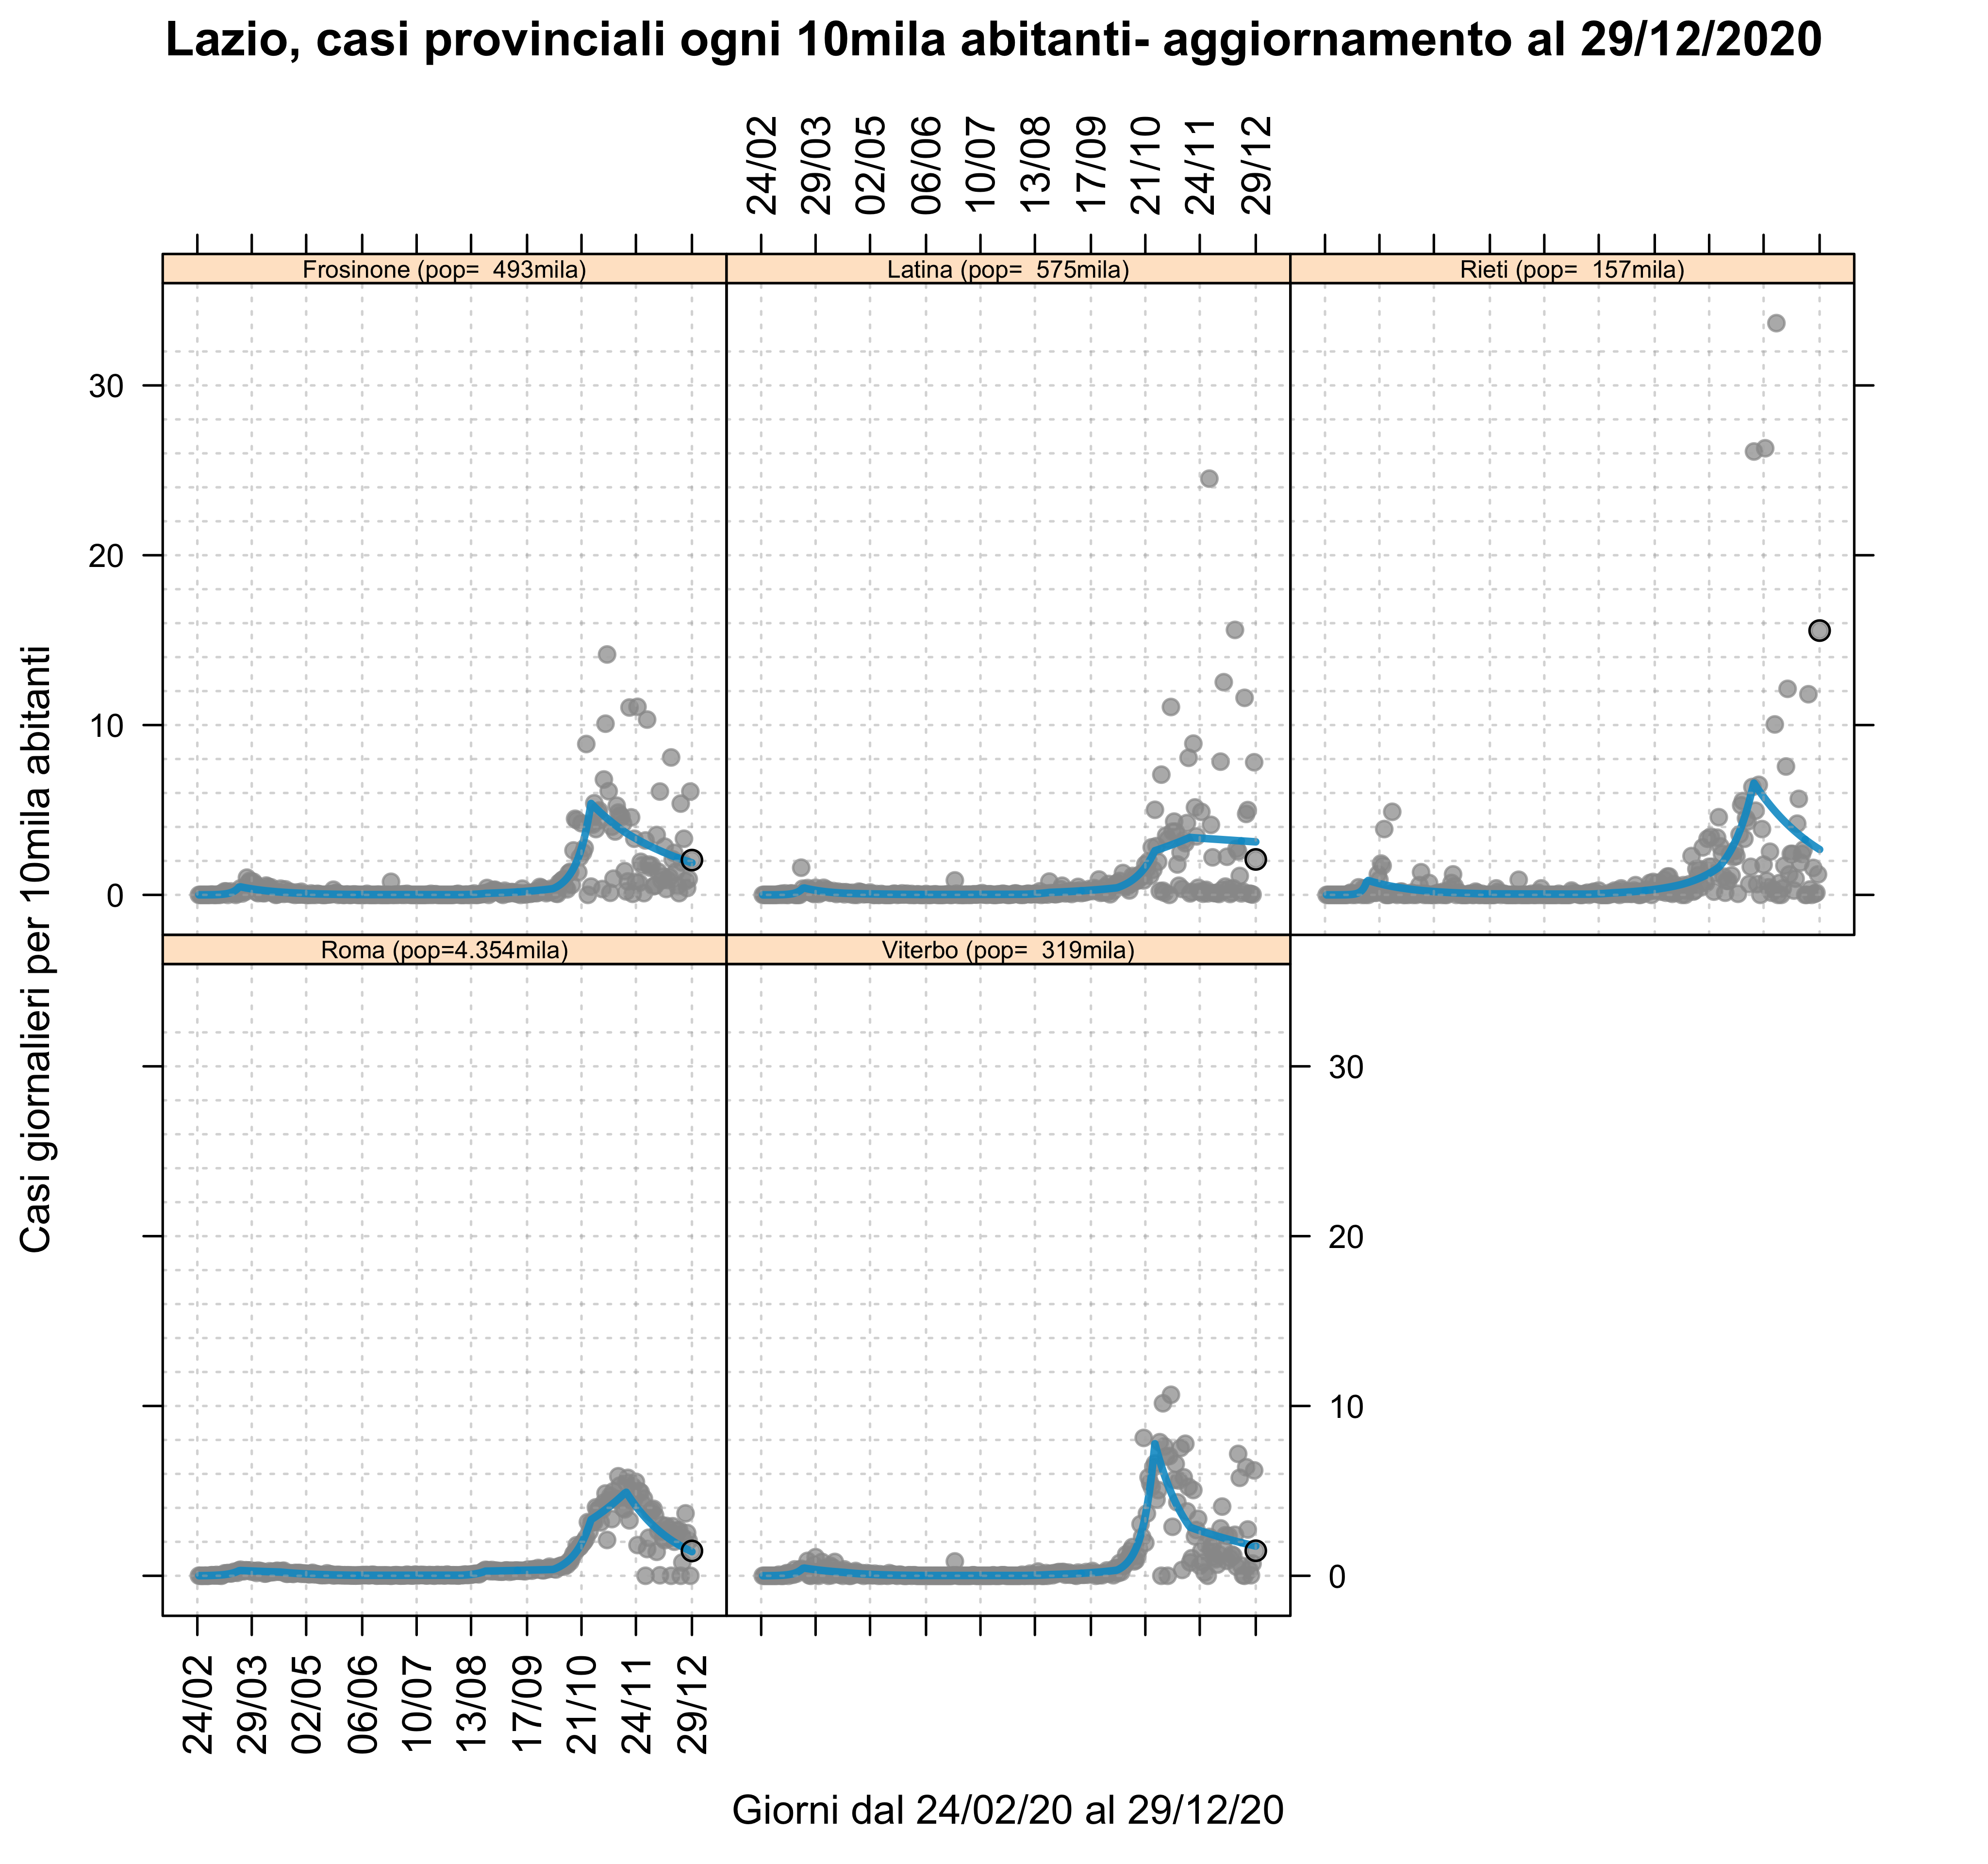 Lazio, casi provinciali ogni 10mila abitanti- aggiornamento al 29/12/2020
24/02 29/03 02/05 06/06 10/07 13/08 17/09 21/10 24/11 29/12
Frosinone (pop= 493mila)
Latina (pop= 575mila)
Rieti (pop= 157mila)
30
20
10
0
Casi giornalieri per 10mila abitanti
Roma (pop=4.354mila)
Viterbo (pop= 319mila)
30
20
10
0
24/02 29/03 02/05 06/06 10/07 13/08 17/09 21/10 24/11 29/12
Giorni dal 24/02/20 al 29/12/20